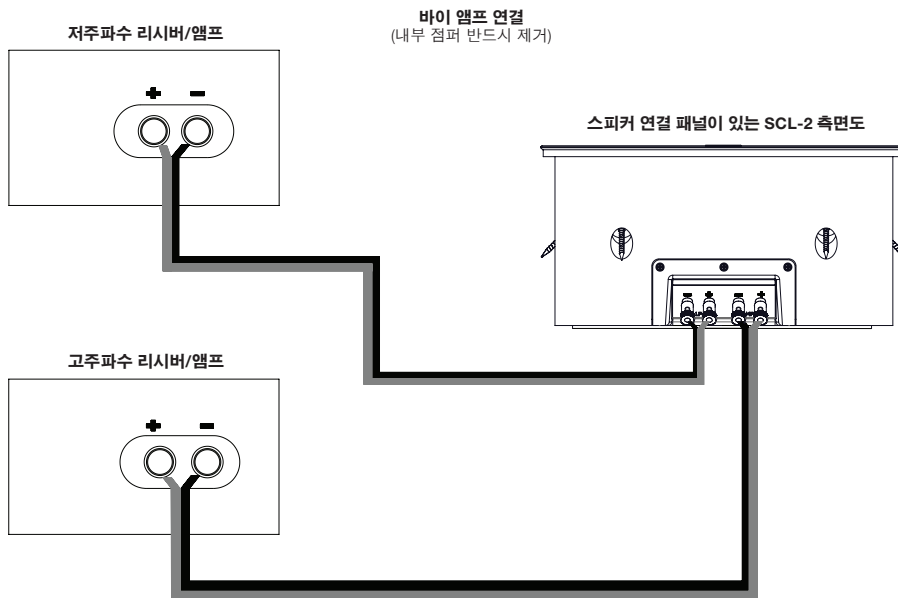 바이 앰프 연결
(내부 점퍼 반드시 제거)
저주파수 리시버/앰프
스피커 연결 패널이 있는 SCL-2 측면도
고주파수 리시버/앰프